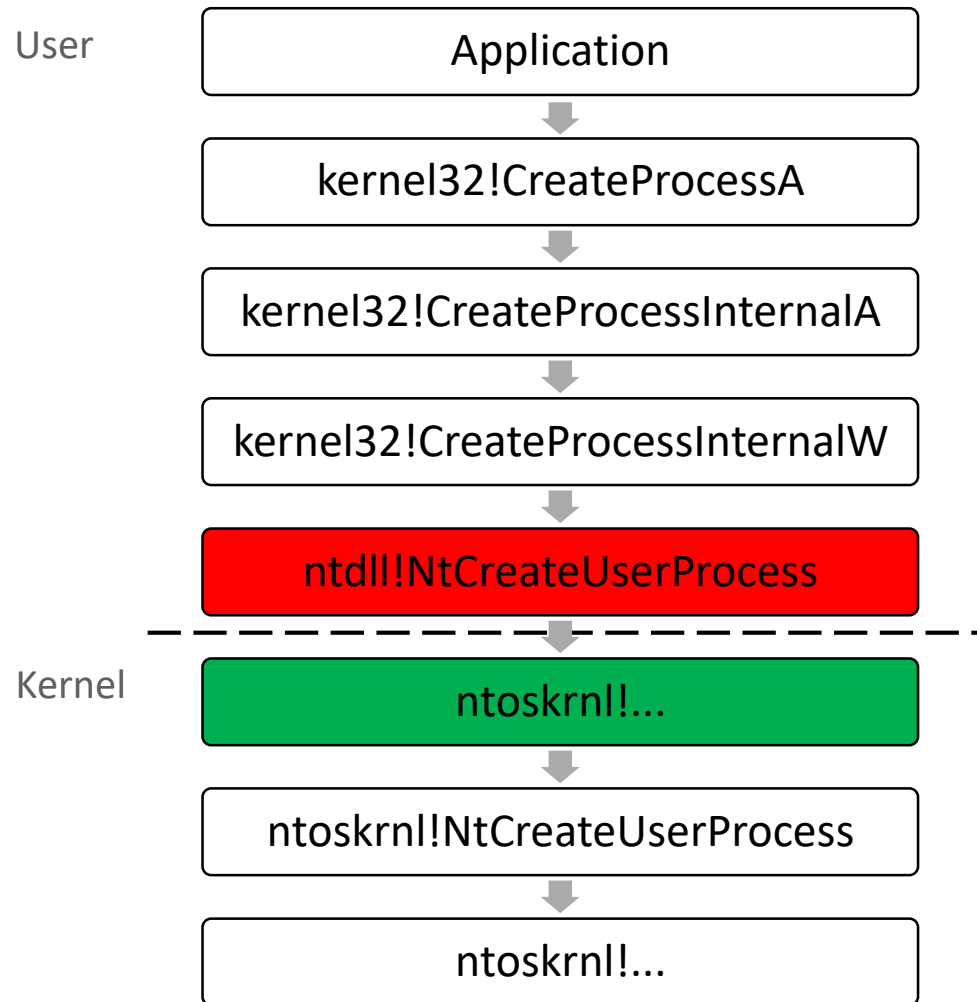 User
Application
kernel32!CreateProcessA
kernel32!CreateProcessInternalA
kernel32!CreateProcessInternalW
ntdll!NtCreateUserProcess
Kernel
ntoskrnl!...
ntoskrnl!NtCreateUserProcess
ntoskrnl!...